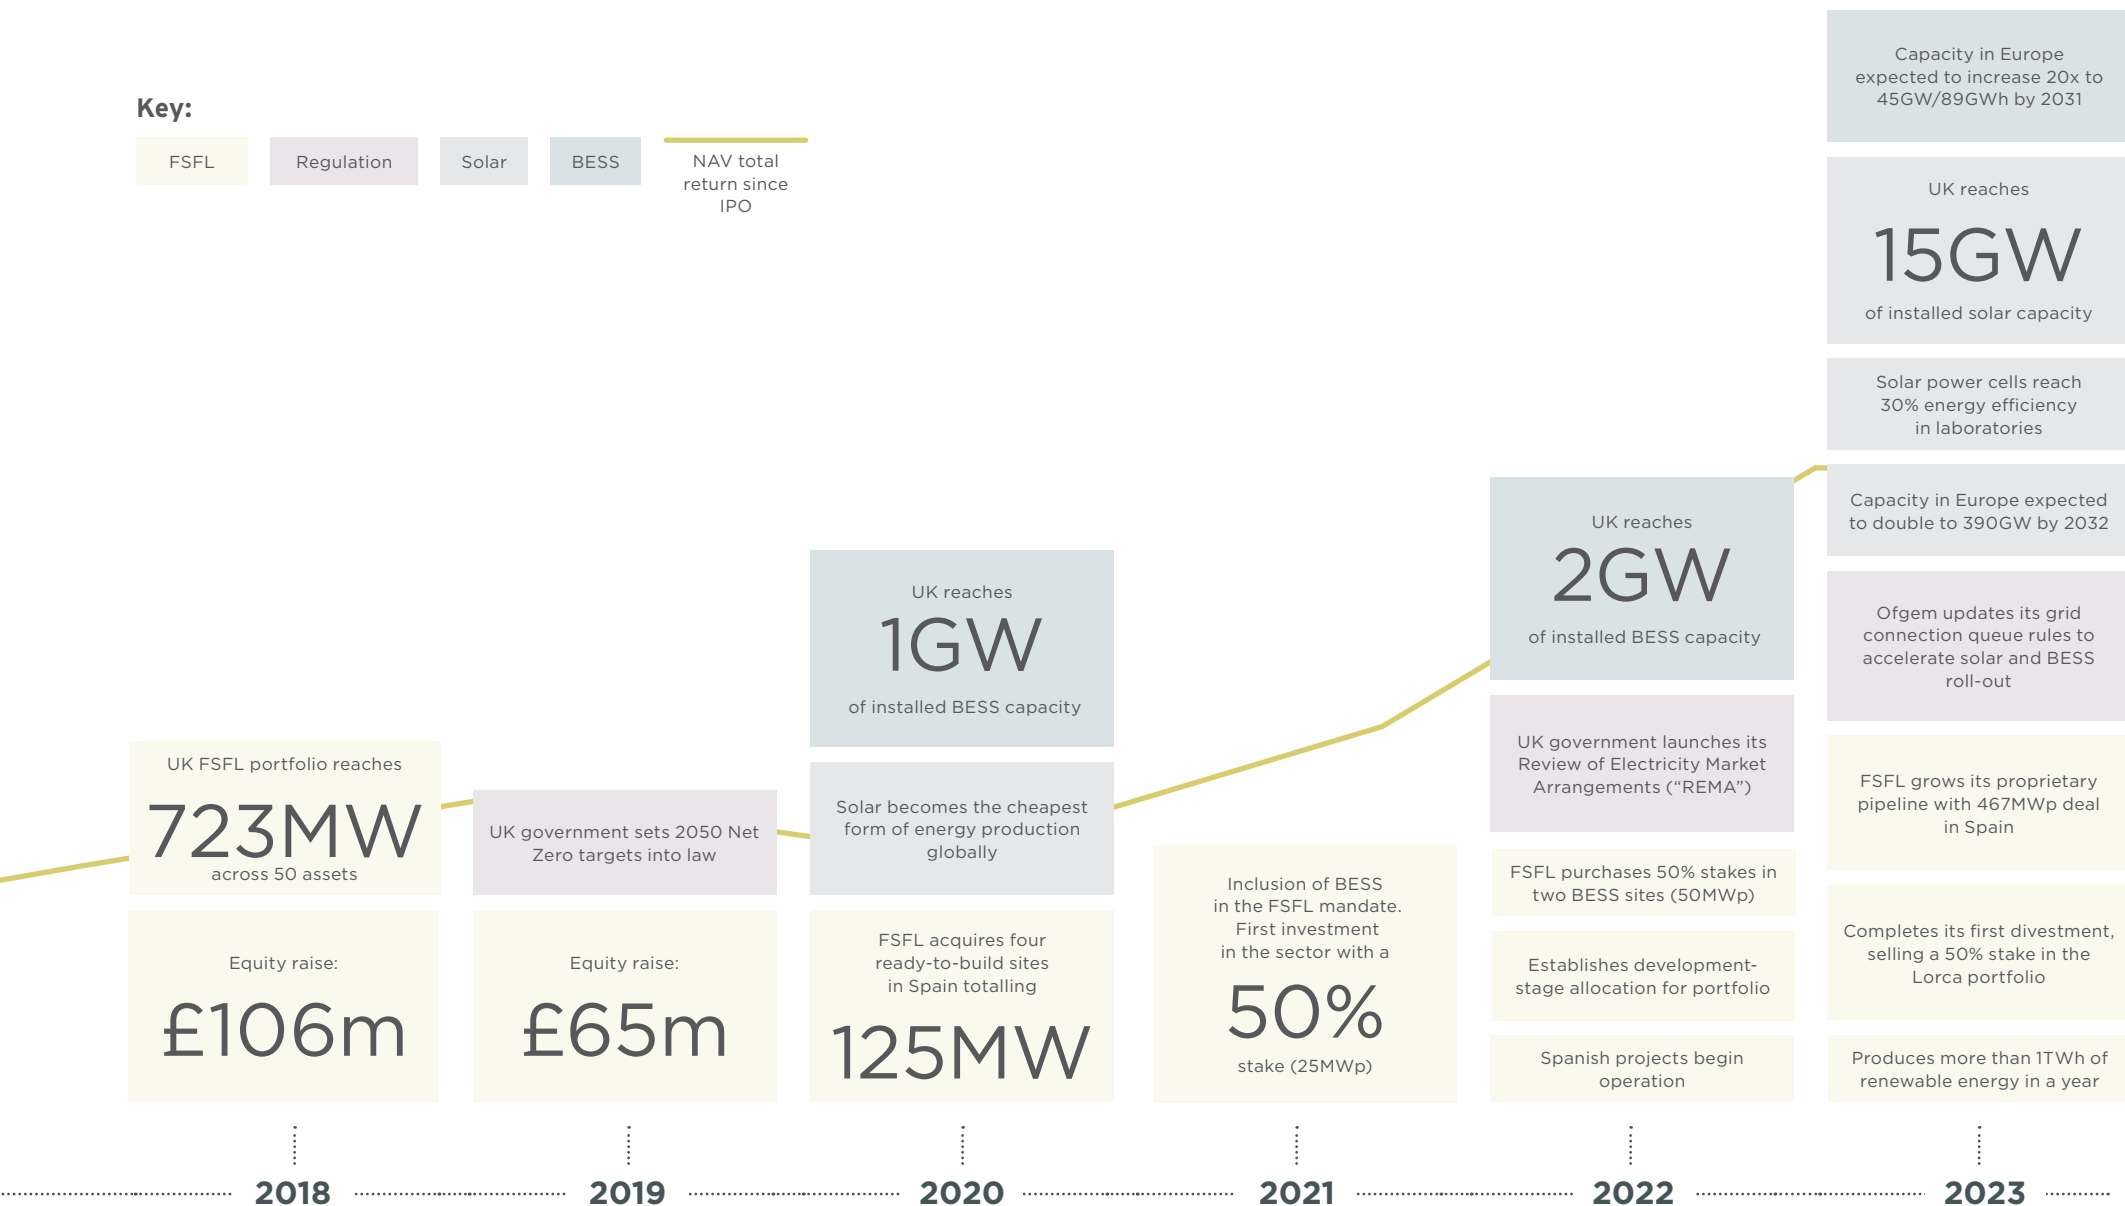 Key:
FSFL
Regulation
Solar
BESS
NAV total
return since
IPO
UK FSFL portfolio reaches
723MW
across 50 assets
Equity raise:
£106m
2018
UK government sets 2050 Net
Zero targets into law
Equity raise:
£65m
2019
UK reaches
1GW
of installed BESS capacity
Solar becomes the cheapest
form of energy production
globally
FSFL acquires four
ready-to-build sites
in Spain totalling
125MW
2020
Inclusion of BESS
in the FSFL mandate.
First investment
in the sector with a
50%
stake (25MWp)
2021
UK reaches
2GW
of installed BESS capacity
UK government launches its
Review of Electricity Market
Arrangements (“REMA”)
FSFL purchases 50% stakes in
two BESS sites (50MWp)
Establishes development-
stage allocation for portfolio
Spanish projects begin
operation
2022
Capacity in Europe
expected to increase 20x to
45GW/89GWh by 2031
UK reaches
15GW
of installed solar capacity
Solar power cells reach
30% energy efficiency
in laboratories
Capacity in Europe expected
to double to 390GW by 2032
Ofgem updates its grid
connection queue rules to
accelerate solar and BESS
roll-out
FSFL grows its proprietary
pipeline with 467MWp deal
in Spain
Completes its first divestment,
selling a 50% stake in the
Lorca portfolio
Produces more than 1TWh of
renewable energy in a year
2023